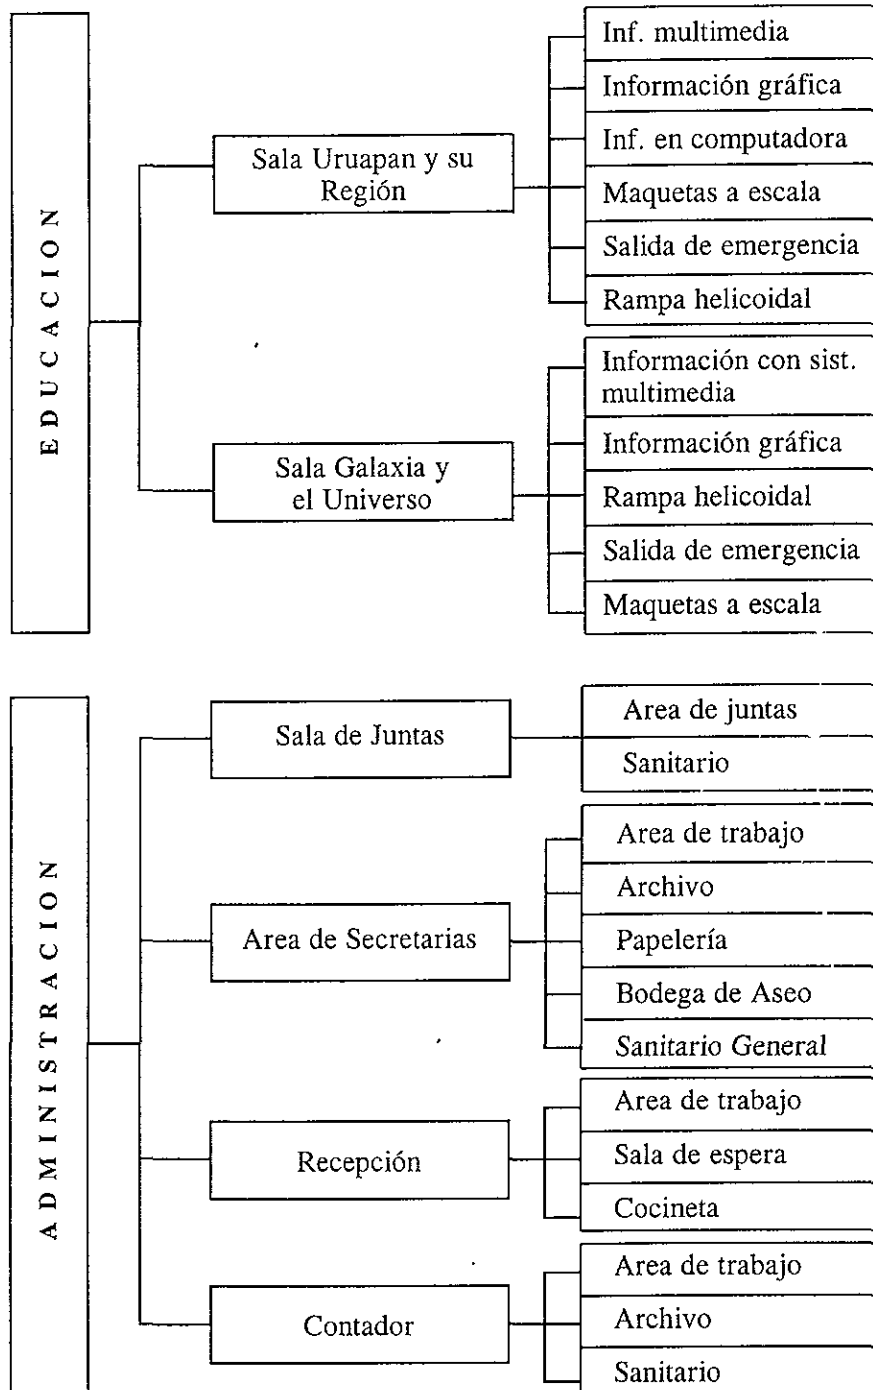 EDUCACION
Sala Uruapan y su
Región
Inf. multimedia
Información gráfica
Inf. en computadora
Maquetas a escala
Salida de emergencia
Rampa helicoidal
Sala Galaxia y
el Universo
Información con sist.
multimedia
Información gráfica
Rampa helicoidal
Salida de emergencia
Maquetas a escala
ADMINISTRACION
Sala de Juntas
Area de juntas
Sanitario
Area de Secretarias
Area de trabajo
Archivo
Papelería
Bodega de Aseo
Sanitario General
Recepción
Area de trabajo
Sala de espera
Cocineta
Contador
Area de trabajo
Archivo
Sanitario